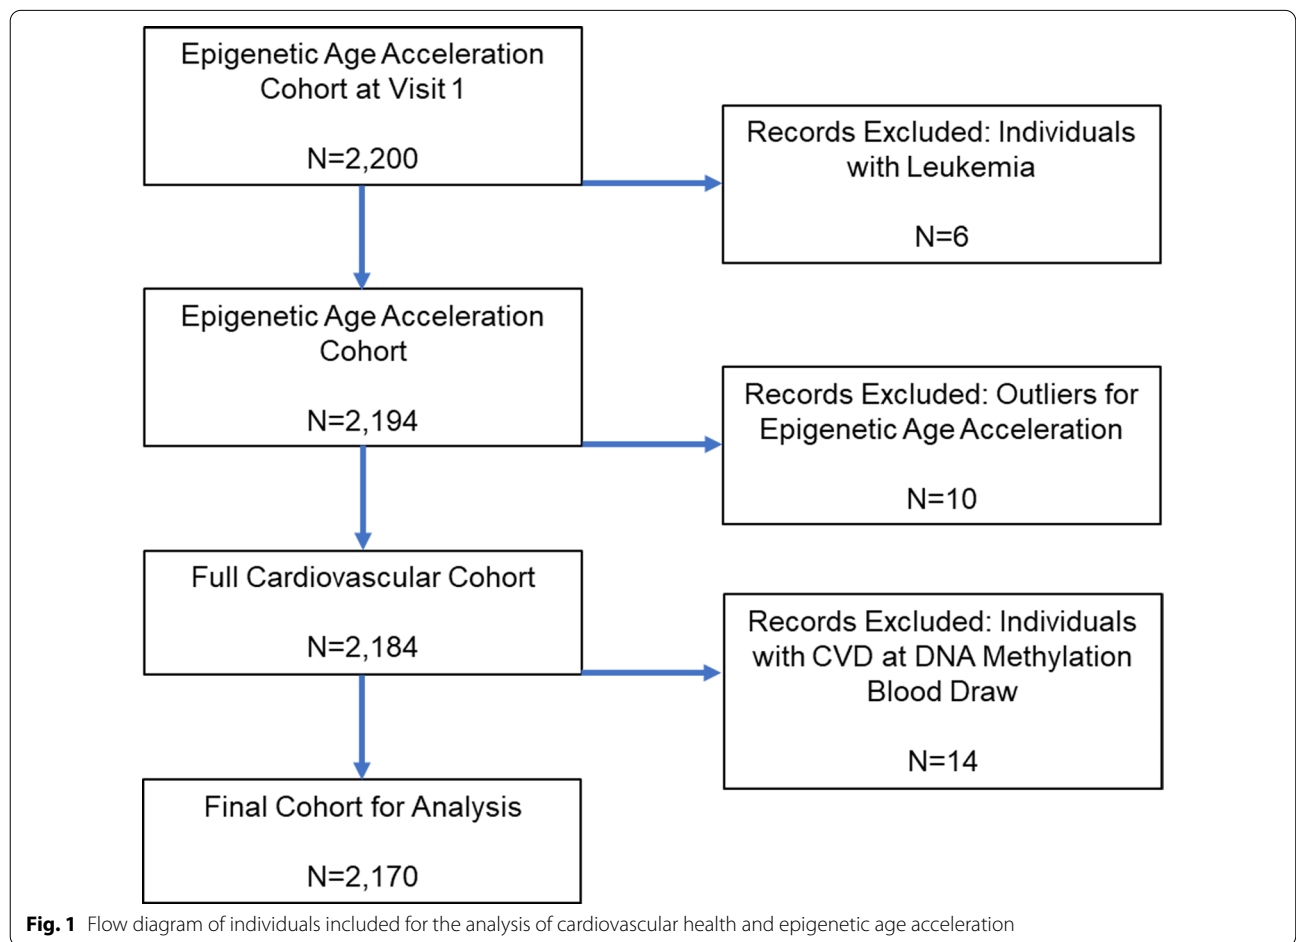 Epigenetic Age Acceleration
Cohort at Visit 1
N=2,200
Records Excluded: Individuals
with Leukemia
N=6
Epigenetic Age Acceleration
Cohort
N=2,194
Records Excluded: Outliers for
Epigenetic Age Acceleration
N=10
Full Cardiovascular Cohort
N=2,184
Records Excluded: Individuals
with CVD at DNA Methylation
Blood Draw
N=14
Final Cohort for Analysis
N=2,170
Fig. 1 Flow diagram of individuals included for the analysis of cardiovascular health and epigenetic age acceleration